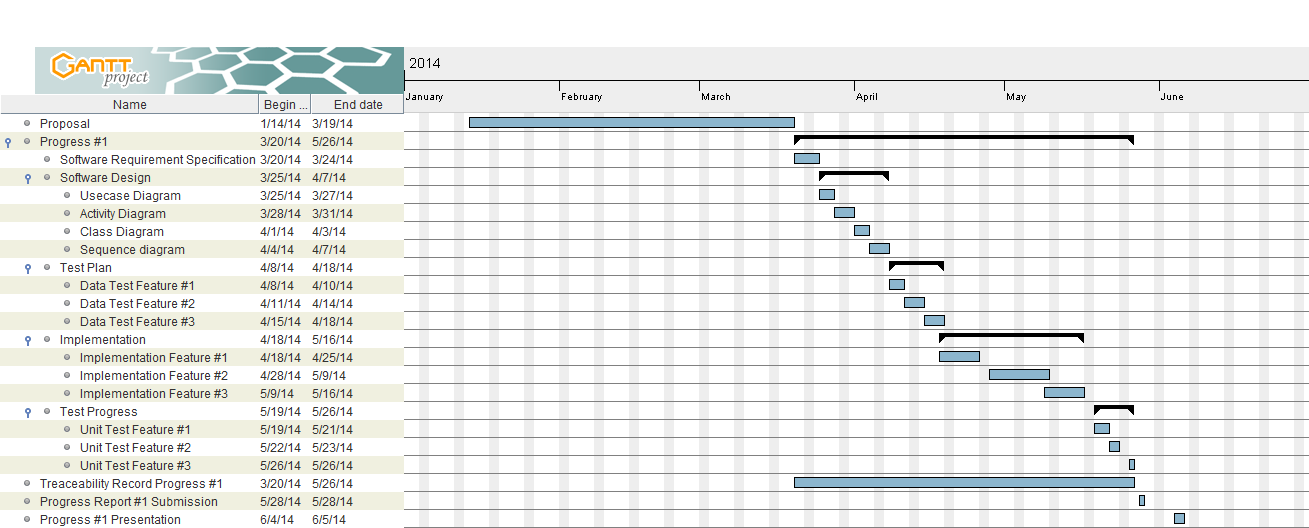 GANTT
project
2014
January February March April May June
Name Begin ... End date
Proposal 1/14/14 3/19/14
Progress #1 3/20/14 5/26/14
Software Requirement Specification 3/20/14 3/24/14
Software Design 3/25/14 4/7/14
Usecase Diagram 3/25/14 3/27/14
Activity Diagram 3/28/14 3/31/14
Class Diagram 4/1/14 4/3/14
Sequence diagram 4/4/14 4/7/14
Test Plan 4/8/14 4/18/14
Data Test Feature #1 4/8/14 4/10/14
Data Test Feature #2 4/11/14 4/14/14
Data Test Feature #3 4/15/14 4/18/14
Implementation 4/18/14 5/16/14
Implementation Feature #1 4/18/14 4/25/14
Implementation Feature #2 4/28/14 5/9/14
Implementation Feature #3 5/9/14 5/16/14
Test Progress 5/19/14 5/26/14
Unit Test Feature #1 5/19/14 5/21/14
Unit Test Feature #2 5/22/14 5/23/14
Unit Test Feature #3 5/26/14 5/26/14
Treaceability Record Progress #1 3/20/14 5/26/14
Progress Report #1 Submission 5/28/14 5/28/14
Progress #1 Presentation 6/4/14 6/5/14